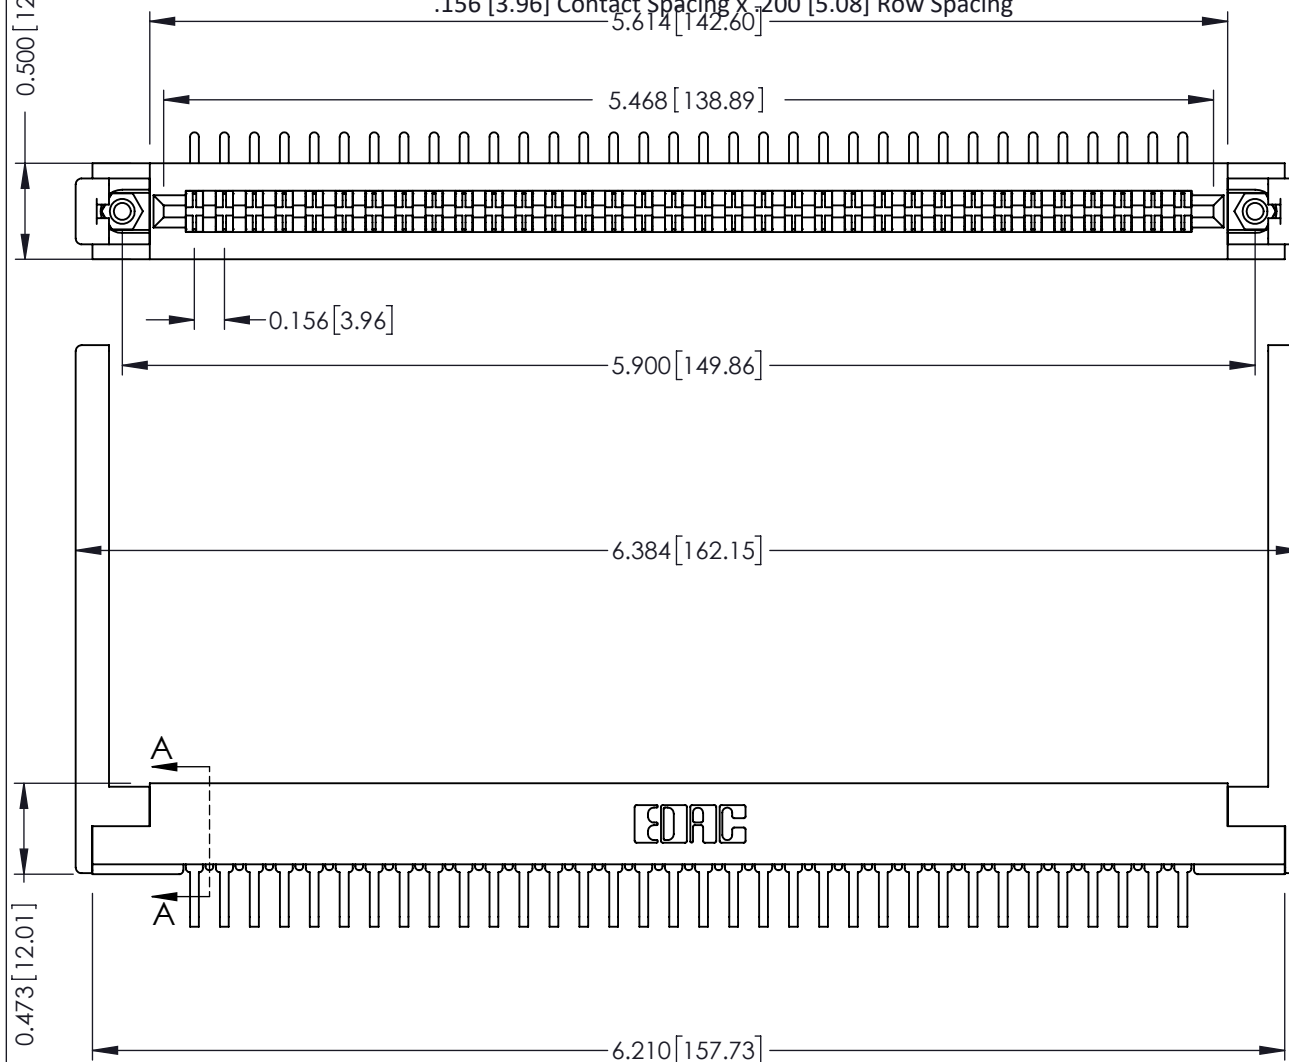 .156 [3.96] Contact Spacing x .200 [5.08] Row Spacing
0.500 [12
5.614 [142.60]
5.468 [138.89]
0.156 [3.96]
5.900 [149.86]
6.384 [162.15]
A
EDAC
A
0.473 [12.01]
6.210 [157.73]